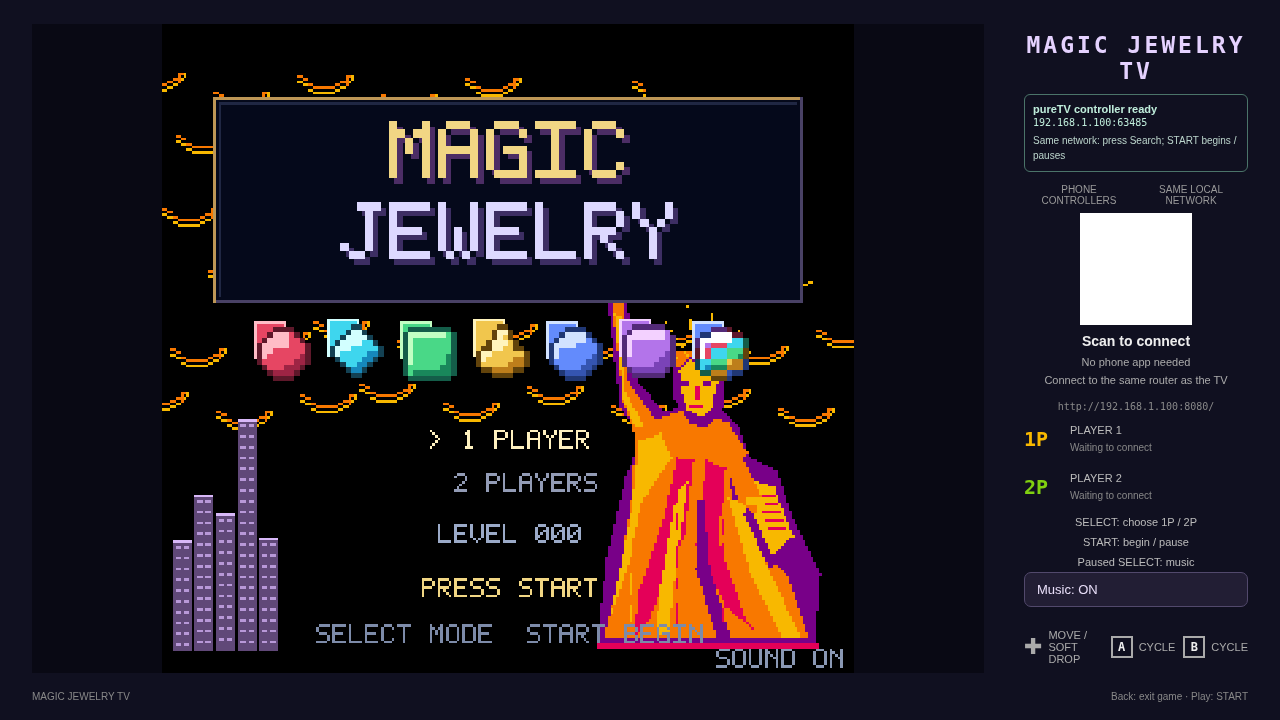 MAGIC
JEWELRY
> 1 PLAYER
2 PLAYERS
LEVEL 000
PRESS START
SELECT MODE START BEGIN
SOUND ON
MAGIC JEWELRY
TV
pureTV controller ready
192.168.1.100:63485
Same network: press Search; START begins /
pauses
PHONE
CONTROLLERS
SAME LOCAL
NETWORK
Scan to connect
No phone app needed
Connect to the same router as the TV
http://192.168.1.100:8080/
1P
PLAYER 1
Waiting to connect
2P
PLAYER 2
Waiting to connect
SELECT: choose 1P / 2P
START: begin / pause
Paused SELECT: music
Music: ON
MOVE /
SOFT
DROP
A CYCLE
B CYCLE
MAGIC JEWELRY TV
Back: exit game · Play: START